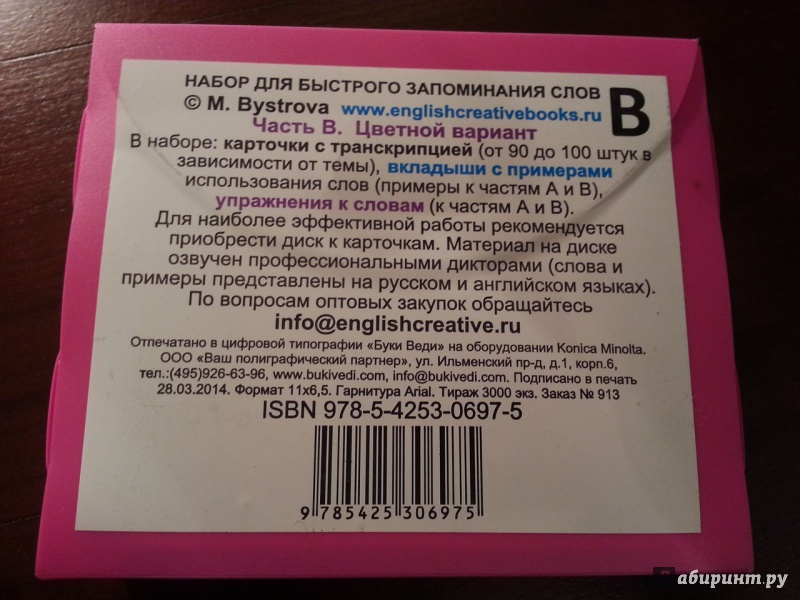 НАБОР ДЛЯ БЫСТРОГО ЗАПОМИНАНИЯ СЛОВ
B
© M. Bystrova www.englishcreativebooks.ru
Часть B. Цветной вариант
В наборе: карточки с транскрипцией (от 90 до 100 штук в
зависимости от темы), вкладыши с примерами
использования слов (примеры к частям А и В),
упражнения к словам (к частям А и В).
Для наиболее эффективной работы рекомендуется
приобрести диск к карточкам. Материал на диске
озвучен профессиональными дикторами (слова и
примеры представлены на русском и английском языках).
По вопросам оптовых закупок обращайтесь
info@englishcreative.ru
Отпечатано в цифровой типографии «Буки Веди» на оборудовании Konica Minolta.
ООО «Ваш полиграфический партнер», ул. Ильменский пр-д, д.1, корп.6,
тел.:(495)926-63-96, www.bukivedi.com, info@bukivedi.com. Подписано в печать
28.03.2014. Формат 11х6,5. Гарнитура Arial. Тираж 3000 экз. Заказ № 913
ISBN 978-5-4253-0697-5
9 785425 306975
Лабиринт.ру